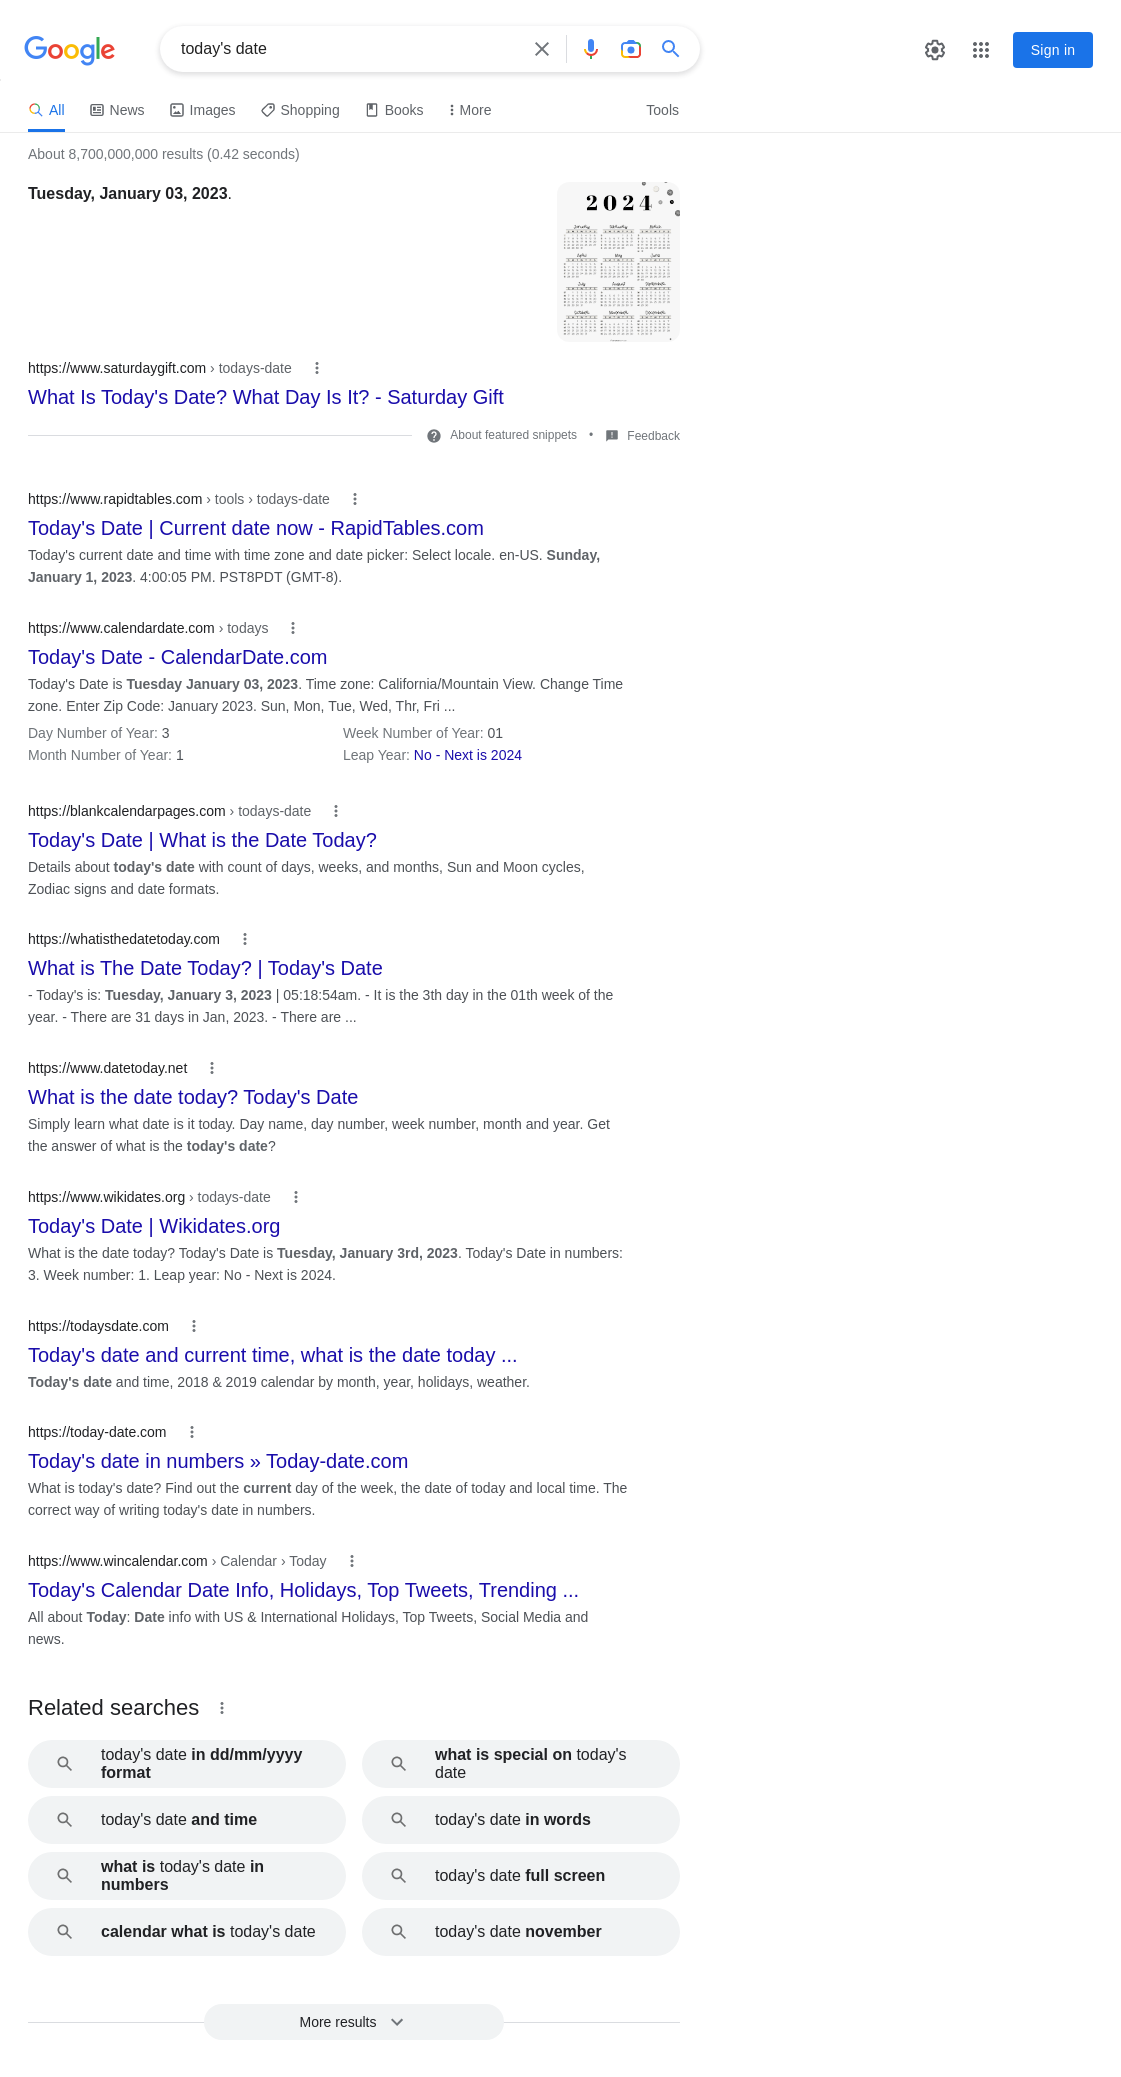 Google
today's date
Sign in
All
News
Images
Shopping
Books
More
Tools
About 8,700,000,000 results (0.42 seconds)
Tuesday, January 03, 2023.
2024
https://www.saturdaygift.com › todays-date
What Is Today's Date? What Day Is It? - Saturday Gift
About featured snippets • Feedback
https://www.rapidtables.com › tools › todays-date
Today's Date | Current date now - RapidTables.com
Today's current date and time with time zone and date picker: Select locale. en-US. Sunday,
January 1, 2023. 4:00:05 PM. PST8PDT (GMT-8).
https://www.calendardate.com › todays
Today's Date - CalendarDate.com
Today's Date is Tuesday January 03, 2023. Time zone: California/Mountain View. Change Time
zone. Enter Zip Code: January 2023. Sun, Mon, Tue, Wed, Thr, Fri ...
Day Number of Year: 3
Week Number of Year: 01
Month Number of Year: 1
Leap Year: No - Next is 2024
https://blankcalendarpages.com › todays-date
Today's Date | What is the Date Today?
Details about today's date with count of days, weeks, and months, Sun and Moon cycles,
Zodiac signs and date formats.
https://whatisthedatetoday.com
What is The Date Today? | Today's Date
- Today's is: Tuesday, January 3, 2023 | 05:18:54am. - It is the 3th day in the 01th week of the
year. - There are 31 days in Jan, 2023. - There are ...
https://www.datetoday.net
What is the date today? Today's Date
Simply learn what date is it today. Day name, day number, week number, month and year. Get
the answer of what is the today's date?
https://www.wikidates.org › todays-date
Today's Date | Wikidates.org
What is the date today? Today's Date is Tuesday, January 3rd, 2023. Today's Date in numbers:
3. Week number: 1. Leap year: No - Next is 2024.
https://todaysdate.com
Today's date and current time, what is the date today ...
Today's date and time, 2018 & 2019 calendar by month, year, holidays, weather.
https://today-date.com
Today's date in numbers » Today-date.com
What is today's date? Find out the current day of the week, the date of today and local time. The
correct way of writing today's date in numbers.
https://www.wincalendar.com › Calendar › Today
Today's Calendar Date Info, Holidays, Top Tweets, Trending ...
All about Today: Date info with US & International Holidays, Top Tweets, Social Media and
news.
Related searches
today's date in dd/mm/yyyy
format
what is special on today's
date
today's date and time
today's date in words
what is today's date in
numbers
today's date full screen
calendar what is today's date
today's date november
More results